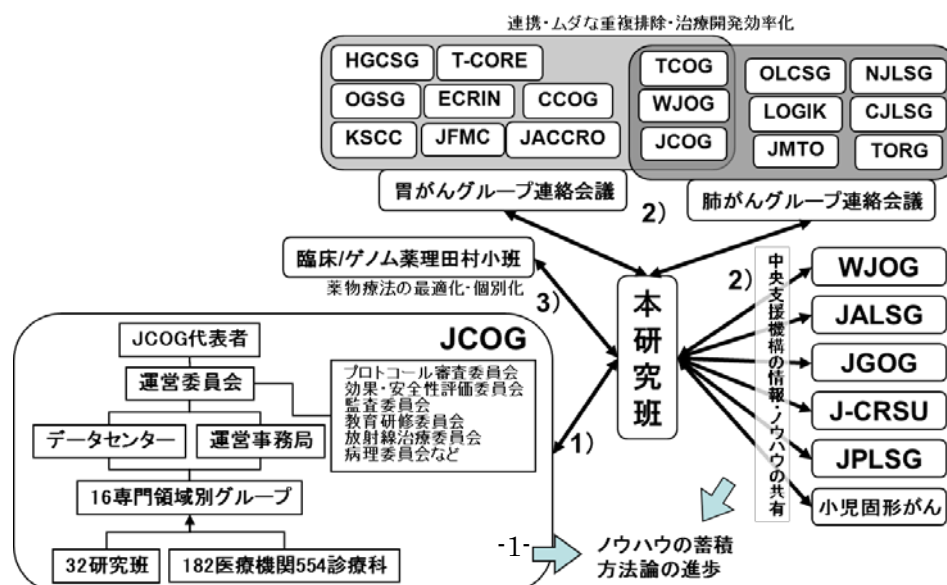 連携・ムダな重複排除・治療開発効率化
HGCSG T-CORE
OGSG ECRIN CCOG
KSCC JFMC JACCRO
TCOG
WJOG
JCOG
OLCSG NJLSG
LOGIK CJLSG
JMTO TORG
胃がんグループ連絡会議
2)
肺がんグループ連絡会議
臨床/ゲノム薬理田村小班
薬物療法の最適化・個別化
3)
本研究班
2)
中央支援機構の情報・ノウハウの共有
WJOG
JALSG
JGOG
J-CRSU
JPLSG
小児固形がん
1)
JCOG
JCOG代表者
運営委員会
データセンター 運営事務局
16専門領域別グループ
32研究班 182医療機関554診療科
プロトコール審査委員会
効果・安全性評価委員会
監査委員会
教育研修委員会
放射線治療委員会
病理委員会など
-1-
ノウハウの蓄積
方法論の進歩